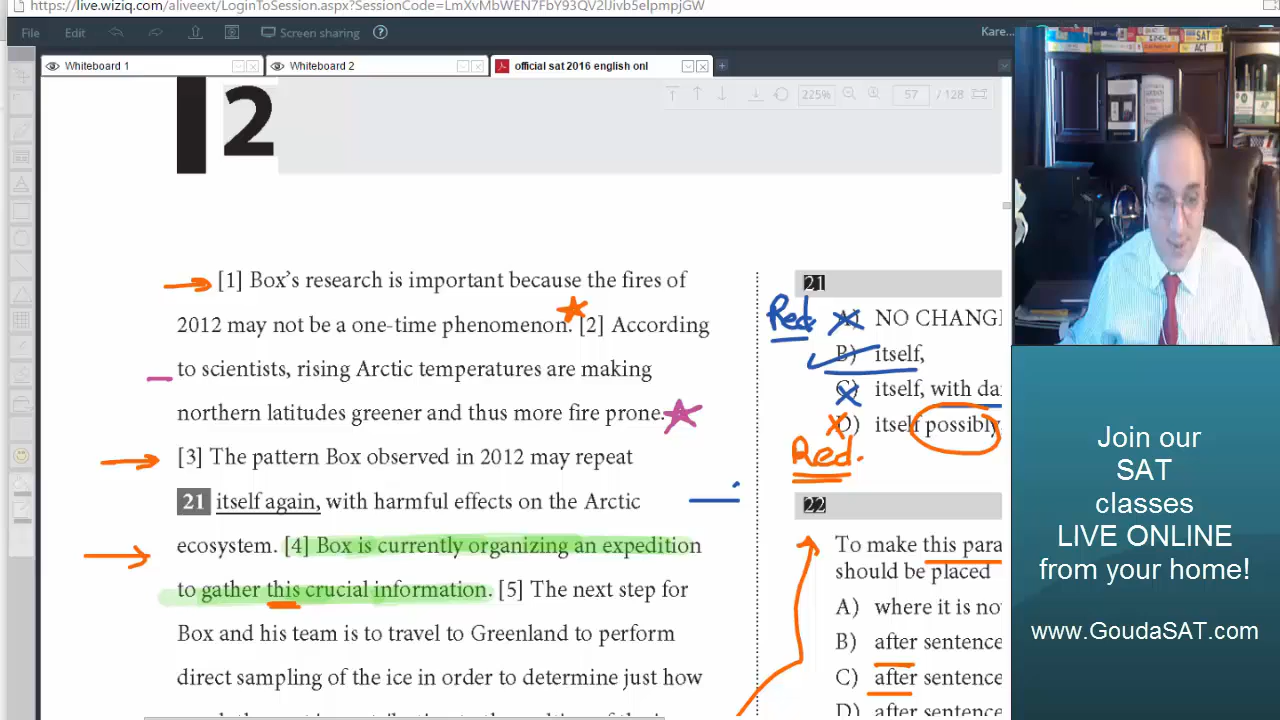 https://live.wiziq.com/aliveext/LoginToSession.aspx?SessionCode=LmXvMbWEN7FbY93QV2lJivb5elpmpjGW
File Edit Screen sharing ? Kare...
Whiteboard 1 Whiteboard 2 official sat 2016 english onl +
225% 57 / 128
2
[1] Box's research is important because the fires of
2012 may not be a one-time phenomenon. [2] According
to scientists, rising Arctic temperatures are making
northern latitudes greener and thus more fire prone.
[3] The pattern Box observed in 2012 may repeat
21 itself again, with harmful effects on the Arctic
ecosystem. [4] Box is currently organizing an expedition
to gather this crucial information. [5] The next step for
Box and his team is to travel to Greenland to perform
direct sampling of the ice in order to determine just how
21
Red. A) NO CHANGE
B) itself,
C) itself, with da
D) itself possibly
Red.
22
To make this para
should be placed
A) where it is no
B) after sentence
C) after sentence
D) after sentence
SAT
ACT
Join our
SAT
classes
LIVE ONLINE
from your home!
www.GoudaSAT.com